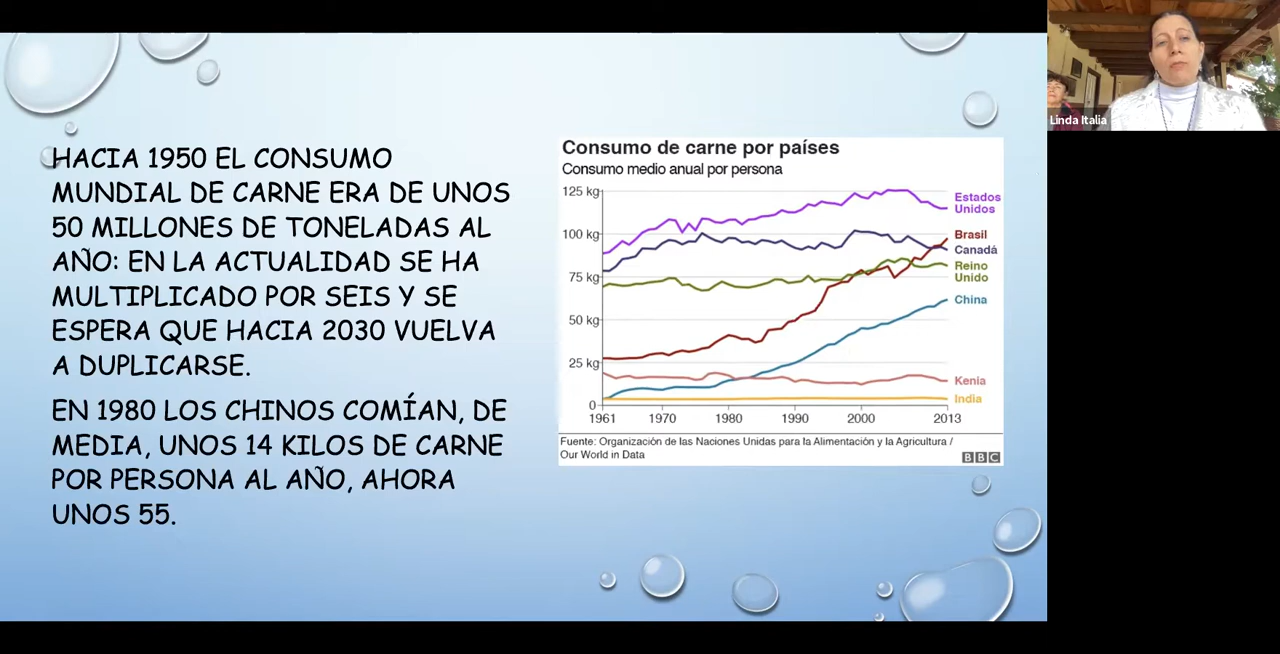 HACIA 1950 EL CONSUMO
MUNDIAL DE CARNE ERA DE UNOS
50 MILLONES DE TONELADAS AL
AÑO: EN LA ACTUALIDAD SE HA
MULTIPLICADO POR SEIS Y SE
ESPERA QUE HACIA 2030 VUELVA
A DUPLICARSE.
EN 1980 LOS CHINOS COMÍAN, DE
MEDIA, UNOS 14 KILOS DE CARNE
POR PERSONA AL AÑO, AHORA
UNOS 55.
Consumo de carne por países
Consumo medio anual por persona
125 kg
100 kg
75 kg
50 kg
25 kg
0
1961
1970
1980
1990
2000
2013
Estados
Unidos
Brasil
Canadá
Reino
Unido
China
Kenia
India
Fuente: Organización de las Naciones Unidas para la Alimentación y la Agricultura /
Our World in Data
BBC
Linda Italia